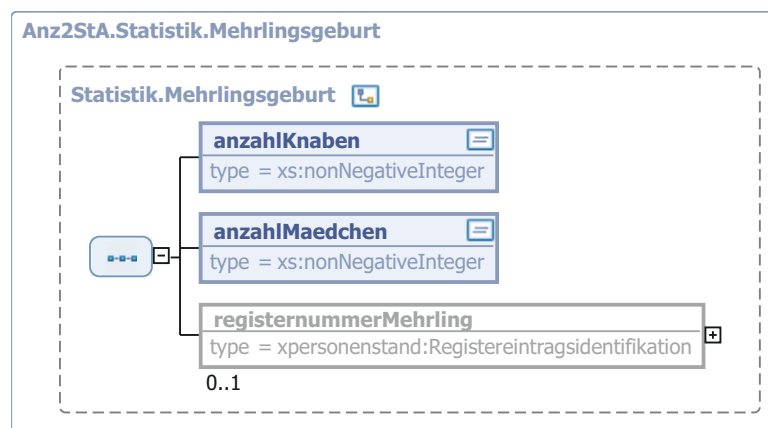 Anz2StA.Statistik.Mehrlingsgeburt
Statistik.Mehrlingsgeburt
anzahlKnaben
type = xs:nonNegativeInteger
anzahlMaedchen
type = xs:nonNegativeInteger
registernummerMehrling
type = xpersonenstand:Registereintragsidentifikation
0..1